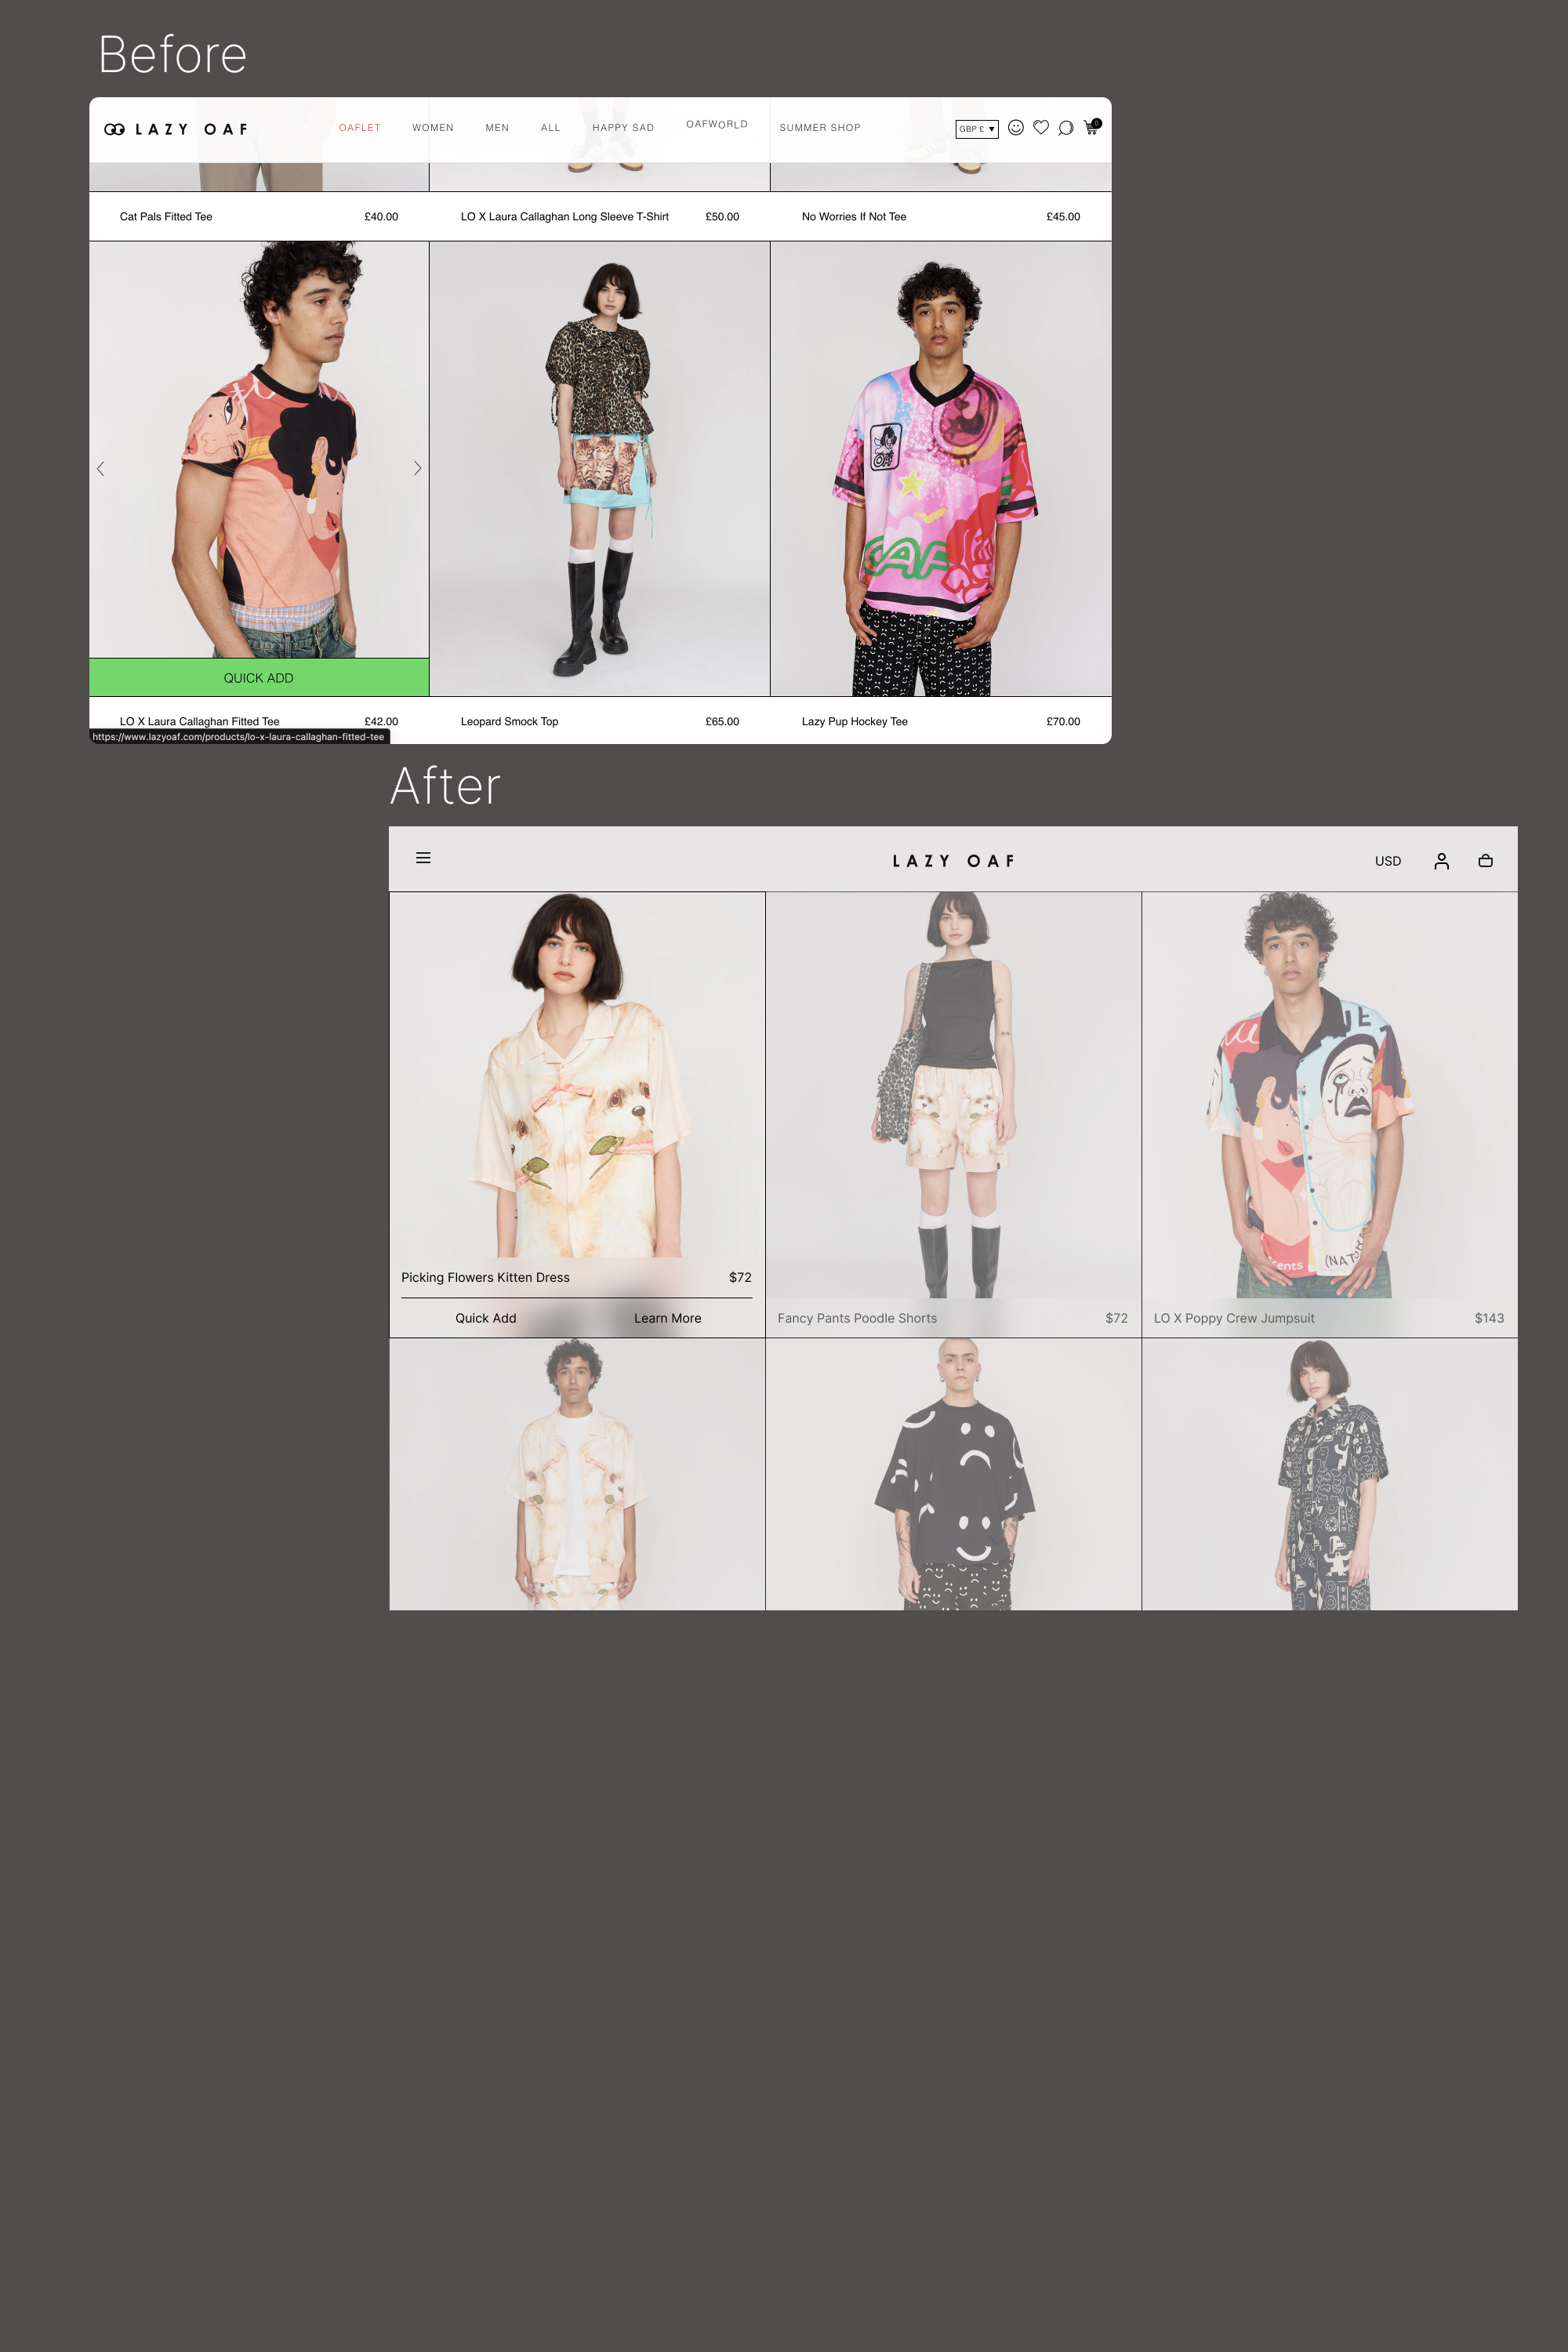 Before
LAZY OAF
OAFLET WOMEN MEN ALL HAPPY SAD OAFWORLD SUMMER SHOP GBP £ ▼ 0
Cat Pals Fitted Tee £40.00 LO X Laura Callaghan Long Sleeve T-Shirt £50.00 No Worries If Not Tee £45.00
OAF
OAF
QUICK ADD
LO X Laura Callaghan Fitted Tee £42.00 Leopard Smock Top £65.00 Lazy Pup Hockey Tee £70.00
https://www.lazyoaf.com/products/lo-x-laura-callaghan-fitted-tee
After
LAZY OAF USD
Picking Flowers Kitten Dress $72
Quick Add Learn More
Fancy Pants Poodle Shorts $72 LO X Poppy Crew Jumpsuit $143